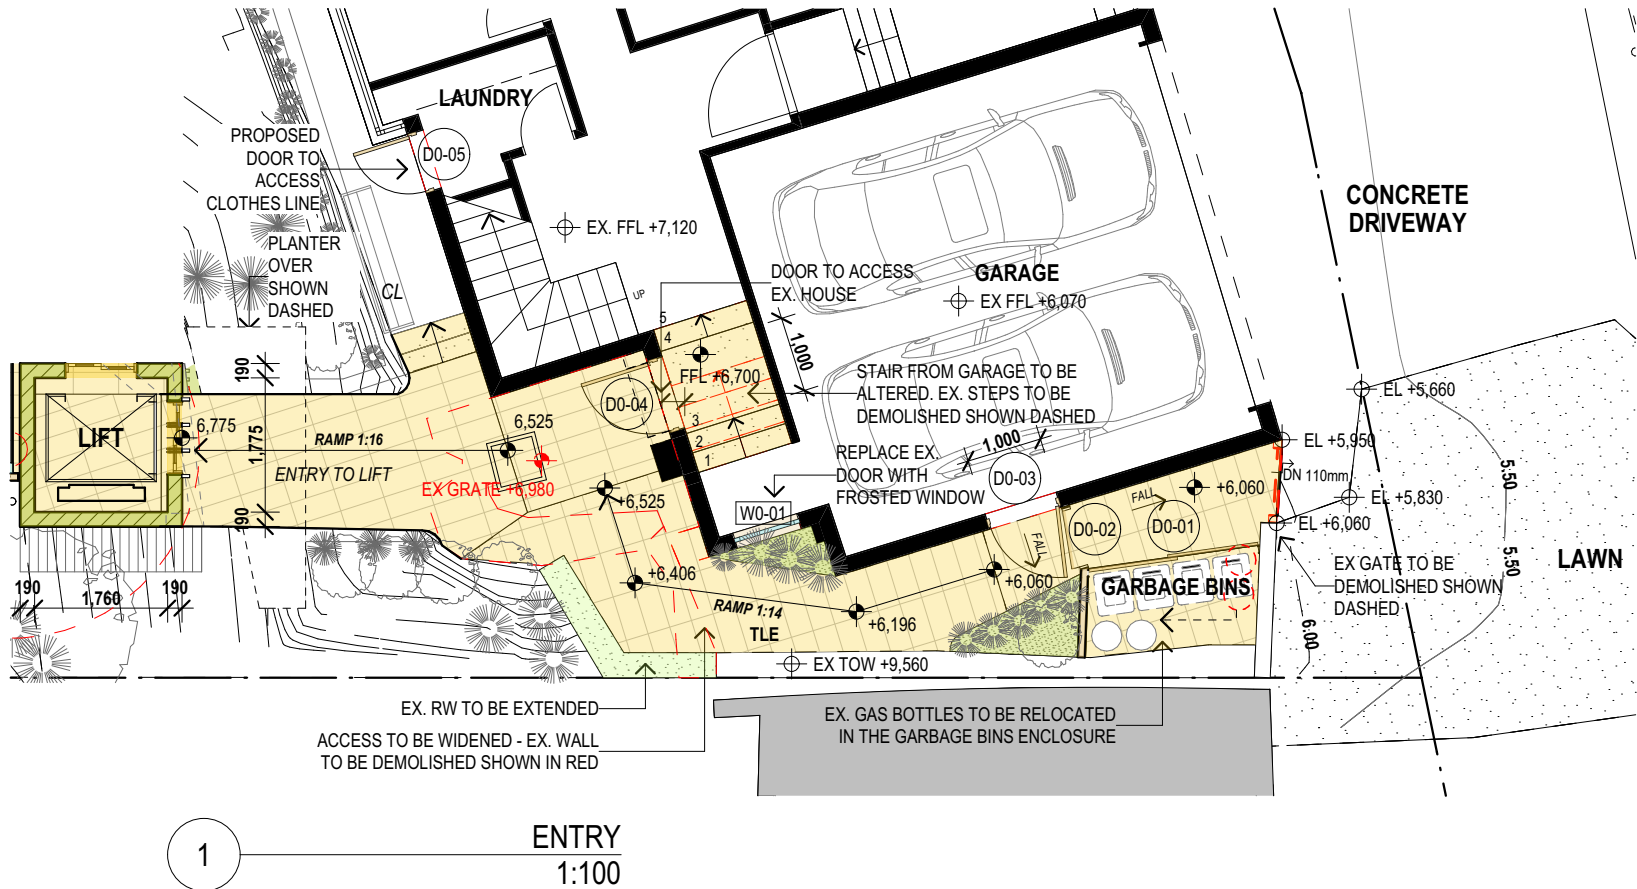 LAUNDRY
PROPOSED
DOOR TO
ACCESS
CLOTHES LINE
D0-05
EX. FFL +7,120
PLANTER
OVER
SHOWN
DASHED
CL
UP
DOOR TO ACCESS
EX. HOUSE
GARAGE
EX FFL +6,070
CONCRETE
DRIVEWAY
1.000
5
4
3
2
1
FFL +6,700
STAIR FROM GARAGE TO BE
ALTERED. EX. STEPS TO BE
DEMOLISHED SHOWN DASHED
D0-04
REPLACE EX.
DOOR WITH
FROSTED WINDOW
1,000
D0-03
W0-01
LIFT
6,775
190
1,775
190
RAMP 1:16
ENTRY TO LIFT
6,525
EX GRATE +6,980
+6,525
190
1,760
190
+6,406
RAMP 1:14
TLE
+6,196
+6,060
FALL
FALL
+6,060
D0-02
D0-01
GARBAGE BINS
DN 110mm
EL +5,660
EL +5,950
EL +5,830
EL +6,060
5.50
5.50
6.00
LAWN
EX GATE TO BE
DEMOLISHED SHOWN
DASHED
EX TOW +9,560
EX. RW TO BE EXTENDED
ACCESS TO BE WIDENED - EX. WALL
TO BE DEMOLISHED SHOWN IN RED
EX. GAS BOTTLES TO BE RELOCATED
IN THE GARBAGE BINS ENCLOSURE
1
ENTRY
1:100